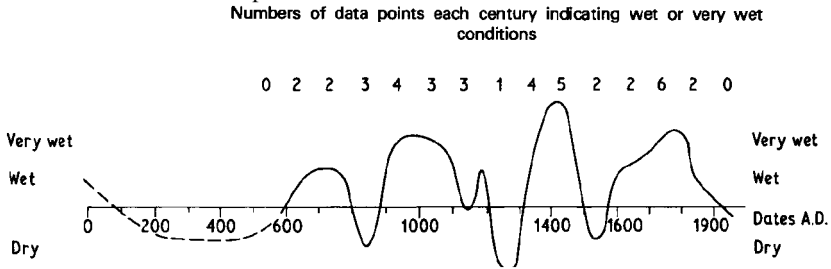 Numbers of data points each century indicating wet or very wet
conditions
0 2 2 3 4 3 3 1 4 5 2 2 6 2 0
Very wet Very wet
Wet Wet
0 200 400 600 1000 1400 1600 1900 Dates A.D.
Dry Dry